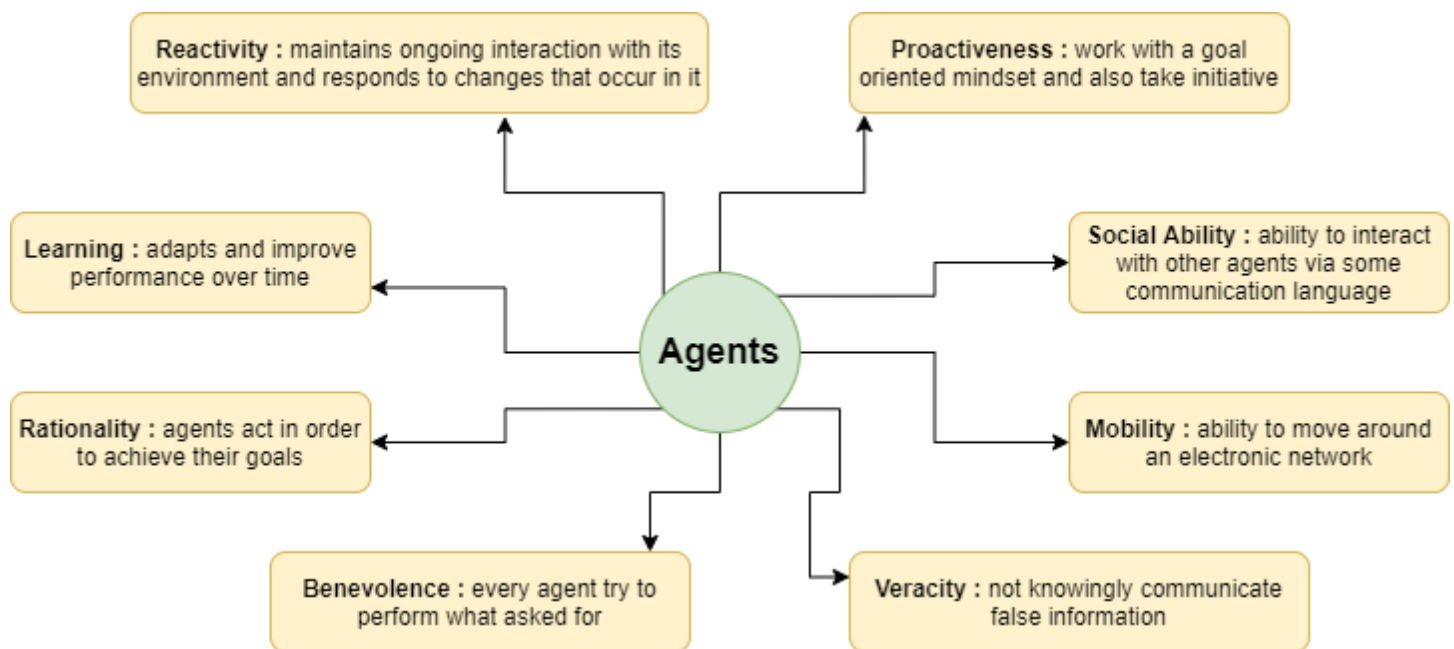 Reactivity : maintains ongoing interaction with its
environment and responds to changes that occur in it
Proactiveness : work with a goal
oriented mindset and also take initiative
Learning : adapts and improve
performance over time
Social Ability : ability to interact
with other agents via some
communication language
Agents
Rationality : agents act in order
to achieve their goals
Mobility : ability to move around
an electronic network
Benevolence : every agent try to
perform what asked for
Veracity : not knowingly communicate
false information